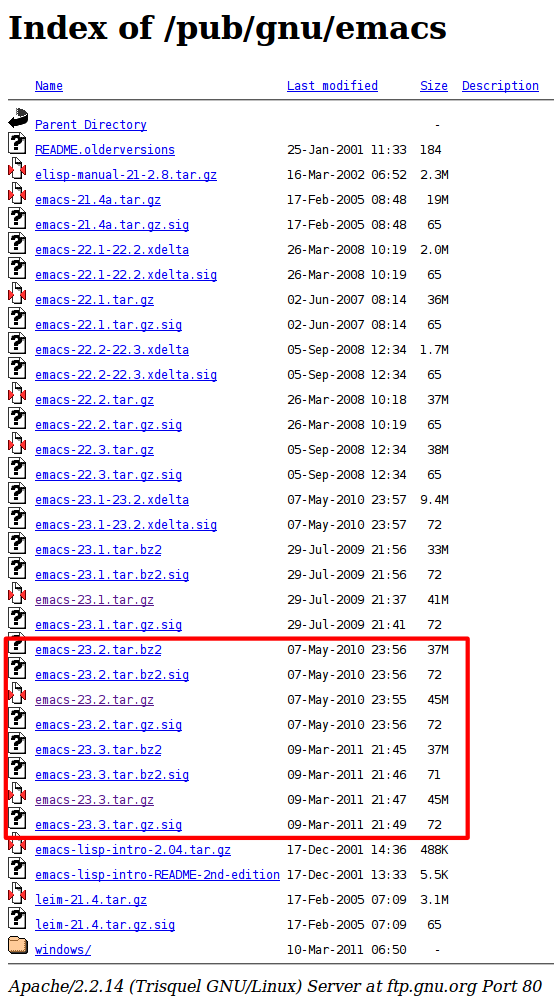 Index of /pub/gnu/emacs
Name Last modified Size Description
Parent Directory -
README.olderversions 25-Jan-2001 11:33 184
elisp-manual-21-2.8.tar.gz 16-Mar-2002 06:52 2.3M
emacs-21.4a.tar.gz 17-Feb-2005 08:48 19M
emacs-21.4a.tar.gz.sig 17-Feb-2005 08:48 65
emacs-22.1-22.2.xdelta 26-Mar-2008 10:19 2.0M
emacs-22.1-22.2.xdelta.sig 26-Mar-2008 10:19 65
emacs-22.1.tar.gz 02-Jun-2007 08:14 36M
emacs-22.1.tar.gz.sig 02-Jun-2007 08:14 65
emacs-22.2-22.3.xdelta 05-Sep-2008 12:34 1.7M
emacs-22.2-22.3.xdelta.sig 05-Sep-2008 12:34 65
emacs-22.2.tar.gz 26-Mar-2008 10:18 37M
emacs-22.2.tar.gz.sig 26-Mar-2008 10:19 65
emacs-22.3.tar.gz 05-Sep-2008 12:34 38M
emacs-22.3.tar.gz.sig 05-Sep-2008 12:34 65
emacs-23.1-23.2.xdelta 07-May-2010 23:57 9.4M
emacs-23.1-23.2.xdelta.sig 07-May-2010 23:57 72
emacs-23.1.tar.bz2 29-Jul-2009 21:56 33M
emacs-23.1.tar.bz2.sig 29-Jul-2009 21:56 72
emacs-23.1.tar.gz 29-Jul-2009 21:37 41M
emacs-23.1.tar.gz.sig 29-Jul-2009 21:41 72
emacs-23.2.tar.bz2 07-May-2010 23:56 37M
emacs-23.2.tar.bz2.sig 07-May-2010 23:56 72
emacs-23.2.tar.gz 07-May-2010 23:55 45M
emacs-23.2.tar.gz.sig 07-May-2010 23:56 72
emacs-23.3.tar.bz2 09-Mar-2011 21:45 37M
emacs-23.3.tar.bz2.sig 09-Mar-2011 21:46 71
emacs-23.3.tar.gz 09-Mar-2011 21:47 45M
emacs-23.3.tar.gz.sig 09-Mar-2011 21:49 72
emacs-lisp-intro-2.04.tar.gz 17-Dec-2001 14:36 488K
emacs-lisp-intro-README-2nd-edition 17-Dec-2001 13:33 5.5K
leim-21.4.tar.gz 17-Feb-2005 07:09 3.1M
leim-21.4.tar.gz.sig 17-Feb-2005 07:09 65
windows/ 10-Mar-2011 06:50 -
Apache/2.2.14 (Trisquel GNU/Linux) Server at ftp.gnu.org Port 80